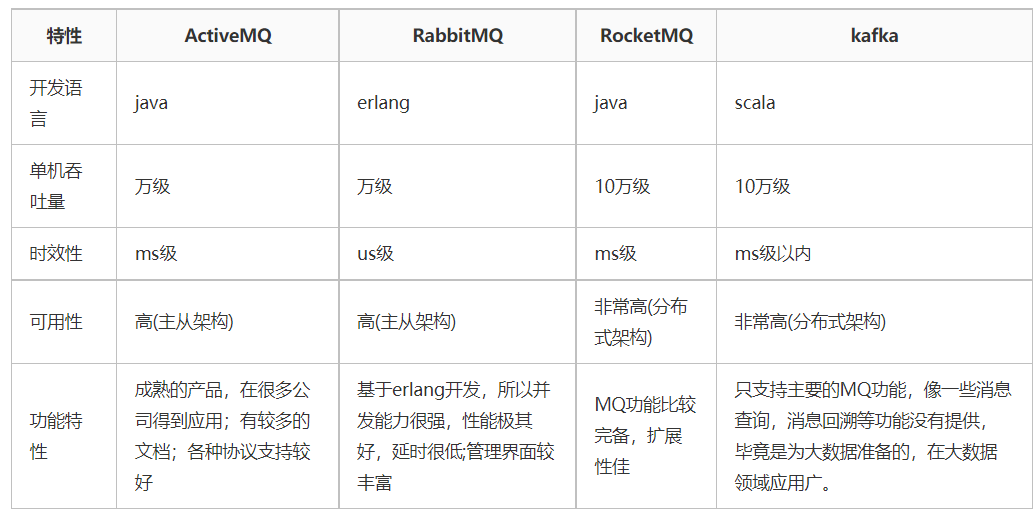 特性 ActiveMQ RabbitMQ RocketMQ kafka
开发语
言
java
erlang
java
scala
单机吞
吐量
万级
万级
10万级
10万级
时效性
ms级
us级
ms级
ms级以内
可用性
高(主从架构)
高(主从架构)
非常高(分布
式架构)
非常高(分布式架构)
功能特
性
成熟的产品，在很多公
司得到应用；有较多的
文档；各种协议支持较
好
基于erlang开发，所以并
发能力很强，性能极其
好，延时很低;管理界面较
丰富
MQ功能比较
完备，扩展
性佳
只支持主要的MQ功能，像一些消息
查询，消息回溯等功能没有提供，
毕竟是为大数据准备的，在大数据
领域应用广。